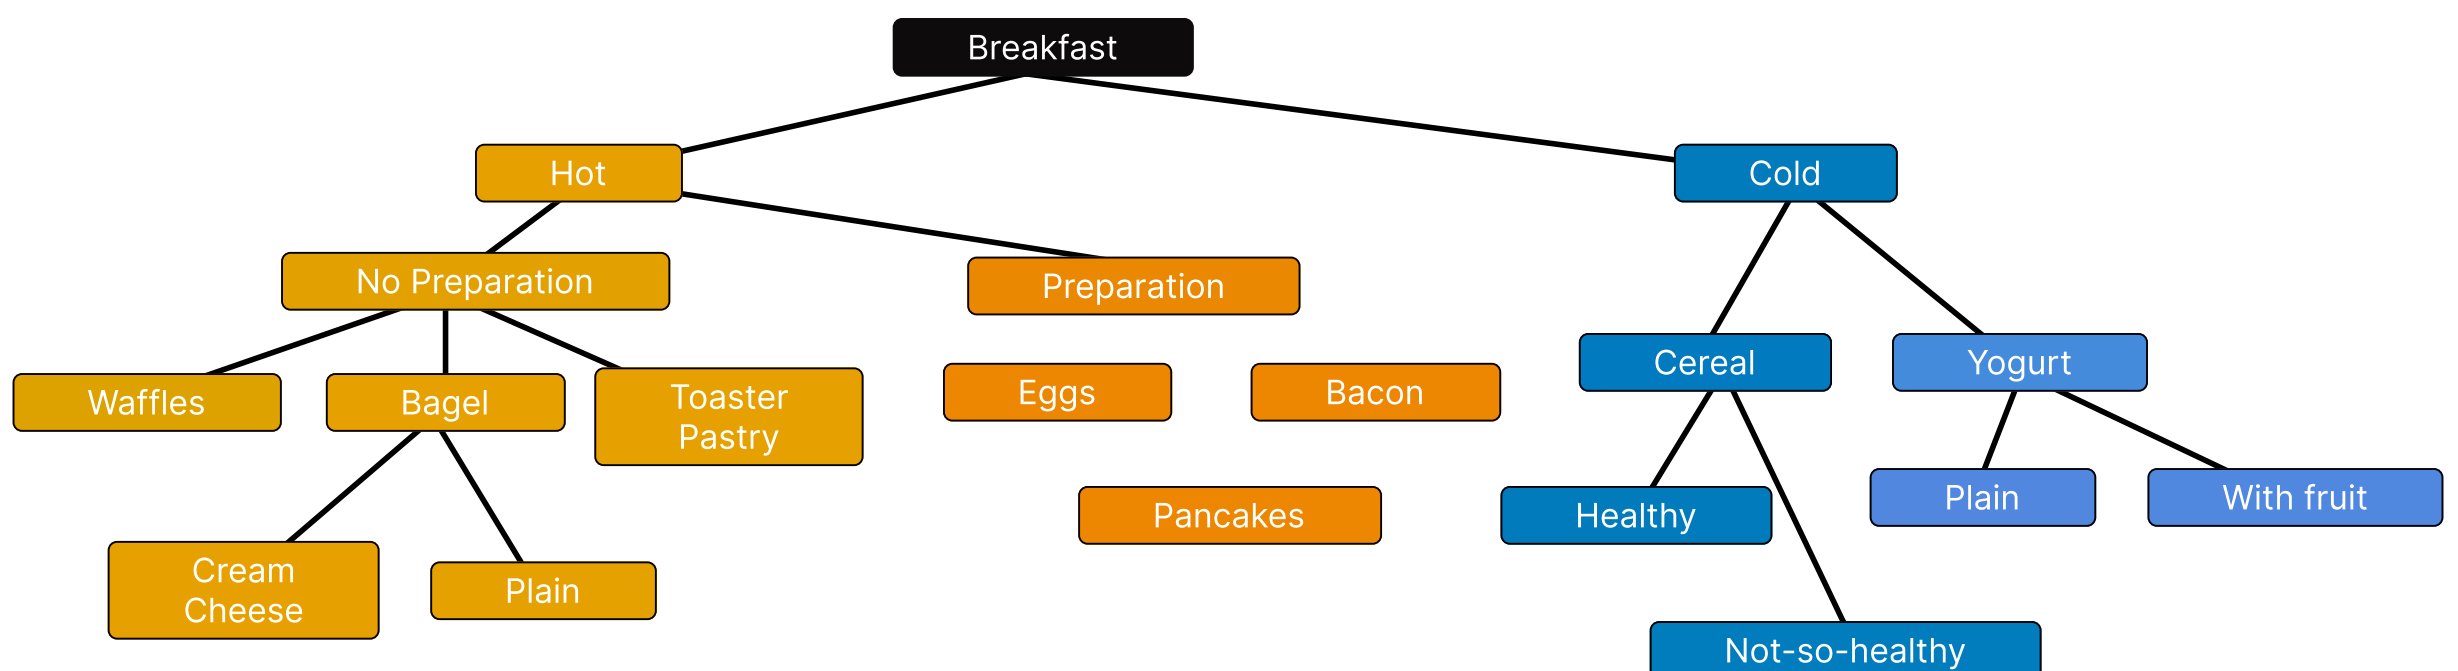 Breakfast
Hot
Cold
No Preparation
Preparation
Cereal
Yogurt
Waffles
Bagel
Toaster
Pastry
Eggs
Bacon
Healthy
Plain
With fruit
Pancakes
Cream
Cheese
Plain
Not-so-healthy